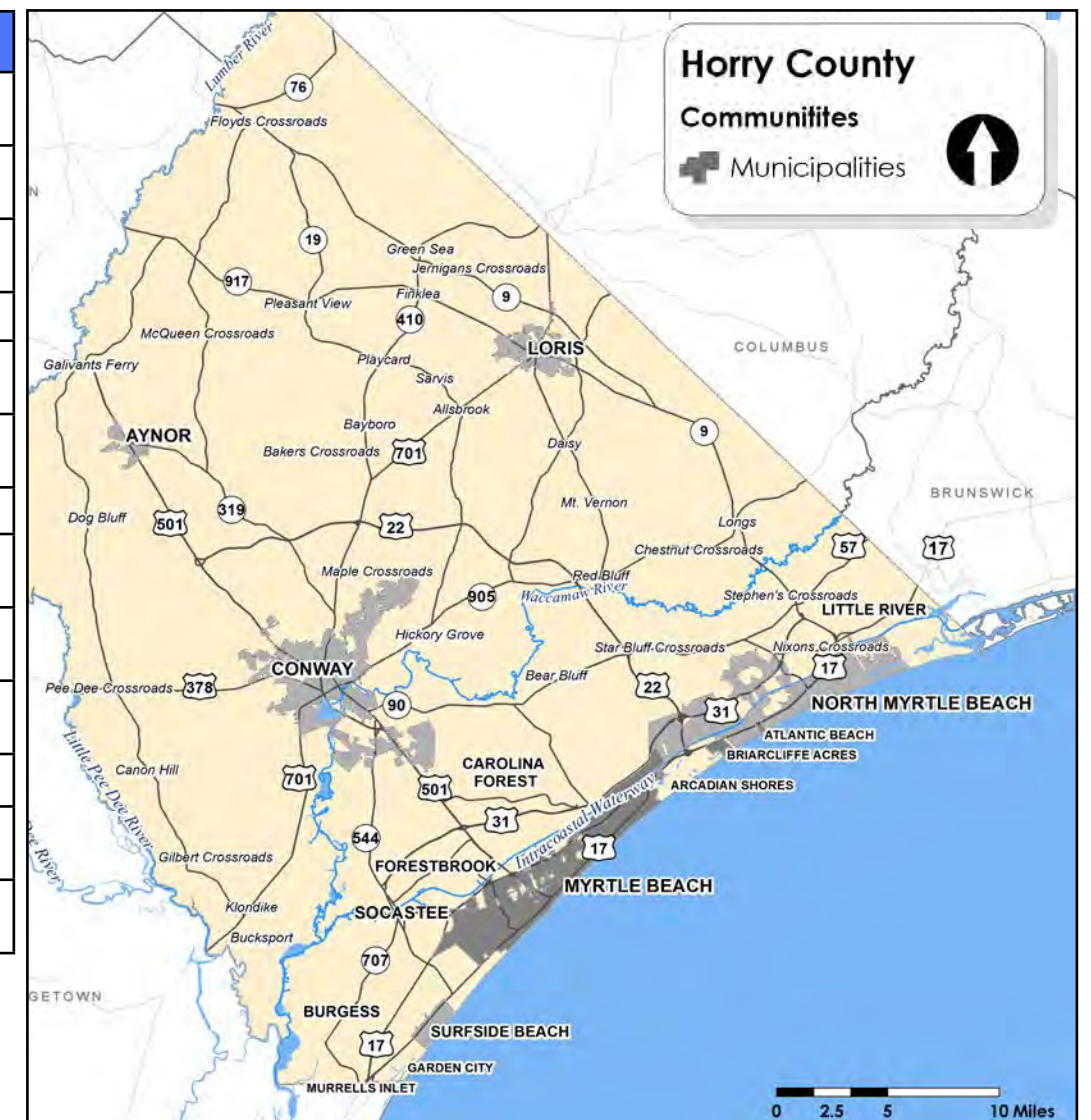 Horry County
Communitites
Municipalities
Lumber River
76
Floyds Crossroads
N
19
Green Sea
Jernigans Crossroads
917
Pleasant View
Finklea
9
410
McQueen Crossroads
LORIS
COLUMBUS
Galivants Ferry
Playcard
Sarvis
Allsbrook
AYNOR
Bayboro
9
Bakers Crossroads
701
Daisy
BRUNSWICK
Mt. Vernon
319
Dog Bluff
501
22
Longs
57
17
Chestnut Crossroads
Maple Crossroads
Red Bluff
Waccamaw River
905
Stephen's Crossroads
LITTLE RIVER
Hickory Grove
Star Bluff Crossroads
Nixons Crossroads
17
CONWAY
Bear Bluff
Pee Dee Crossroads
378
22
90
31
NORTH MYRTLE BEACH
ATLANTIC BEACH
BRIARCLIFFE ACRES
Little Pee Dee River
Canon Hill
701
CAROLINA
FOREST
501
ARCADIAN SHORES
31
Intracoastal Waterway
544
17
Dee River
Gilbert Crossroads
FORESTBROOK
MYRTLE BEACH
Klondike
SOCASTEE
Bucksport
707
GETOWN
BURGESS
SURFSIDE BEACH
17
GARDEN CITY
MURRELLS INLET
0 2.5 5 10 Miles